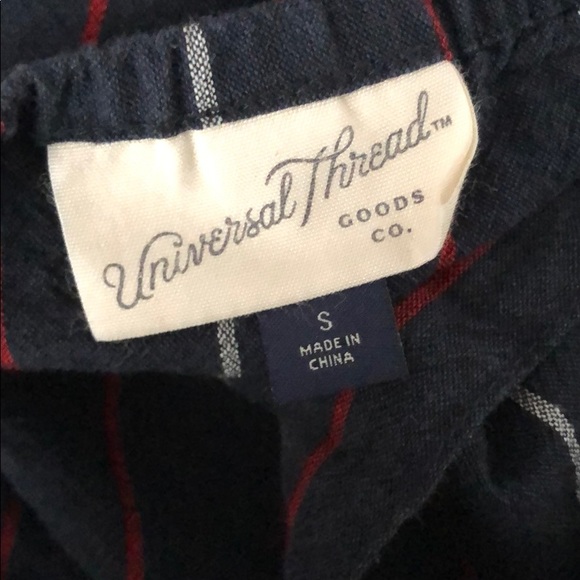 Universal Thread™
GOODS
CO.
S
MADE IN
CHINA